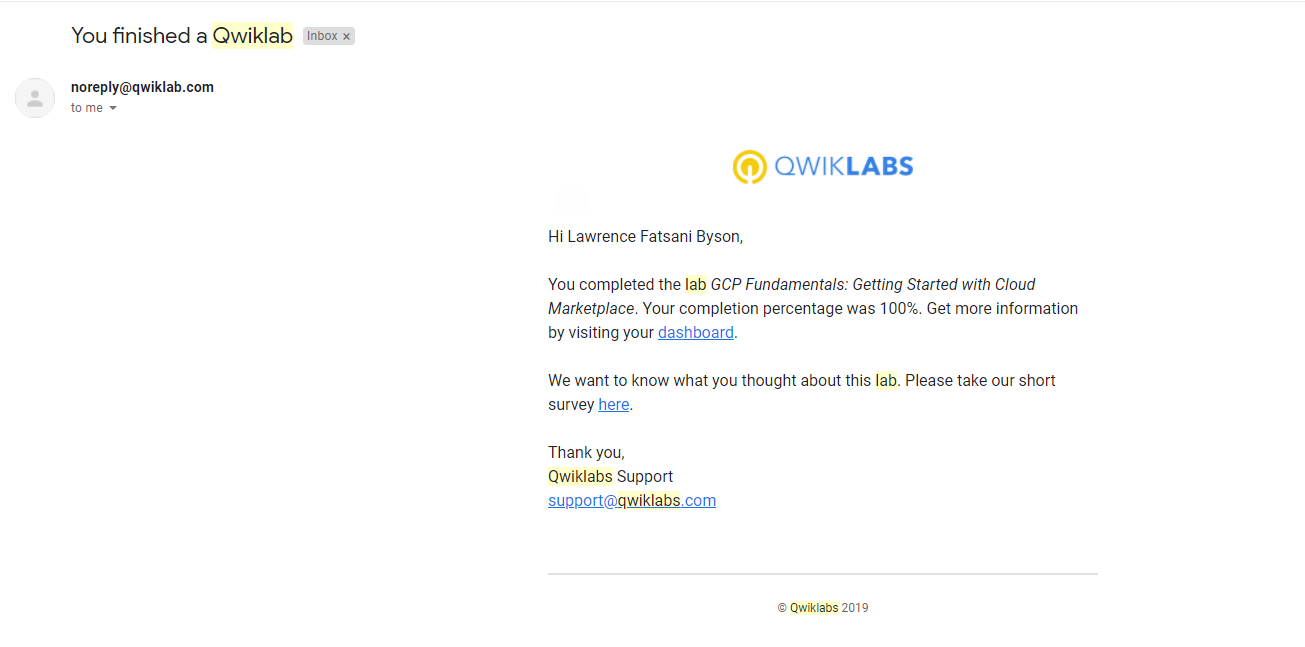 You finished a Qwiklab
Inbox ×
noreply@qwiklab.com
to me
QWIKLABS
Hi Lawrence Fatsani Byson,
You completed the lab GCP Fundamentals: Getting Started with Cloud
Marketplace. Your completion percentage was 100%. Get more information
by visiting your dashboard.
We want to know what you thought about this lab. Please take our short
survey here.
Thank you,
Qwiklabs Support
support@qwiklabs.com
© Qwiklabs 2019